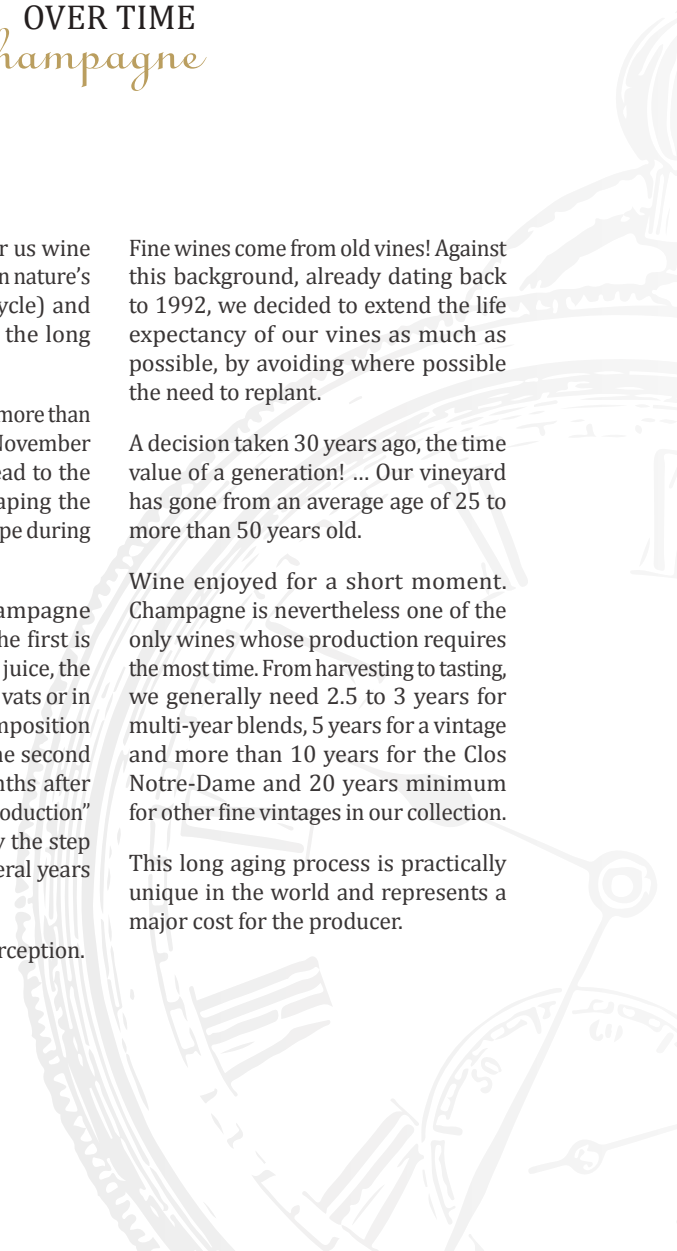 OVER TIME
hampagne
r us wine
n nature's
ycle) and
the long
more than
November
ead to the
aping the
pe during
ampagne
he first is
juice, the
vats or in
mposition
he second
nths after
oduction"
y the step
eral years
rception.
Fine wines come from old vines! Against
this background, already dating back
to 1992, we decided to extend the life
expectancy of our vines as much as
possible, by avoiding where possible
the need to replant.
A decision taken 30 years ago, the time
value of a generation! ... Our vineyard
has gone from an average age of 25 to
more than 50 years old.
Wine enjoyed for a short moment.
Champagne is nevertheless one of the
only wines whose production requires
the most time. From harvesting to tasting,
we generally need 2.5 to 3 years for
multi-year blends, 5 years for a vintage
and more than 10 years for the Clos
Notre-Dame and 20 years minimum
for other fine vintages in our collection.
This long aging process is practically
unique in the world and represents a
major cost for the producer.
50